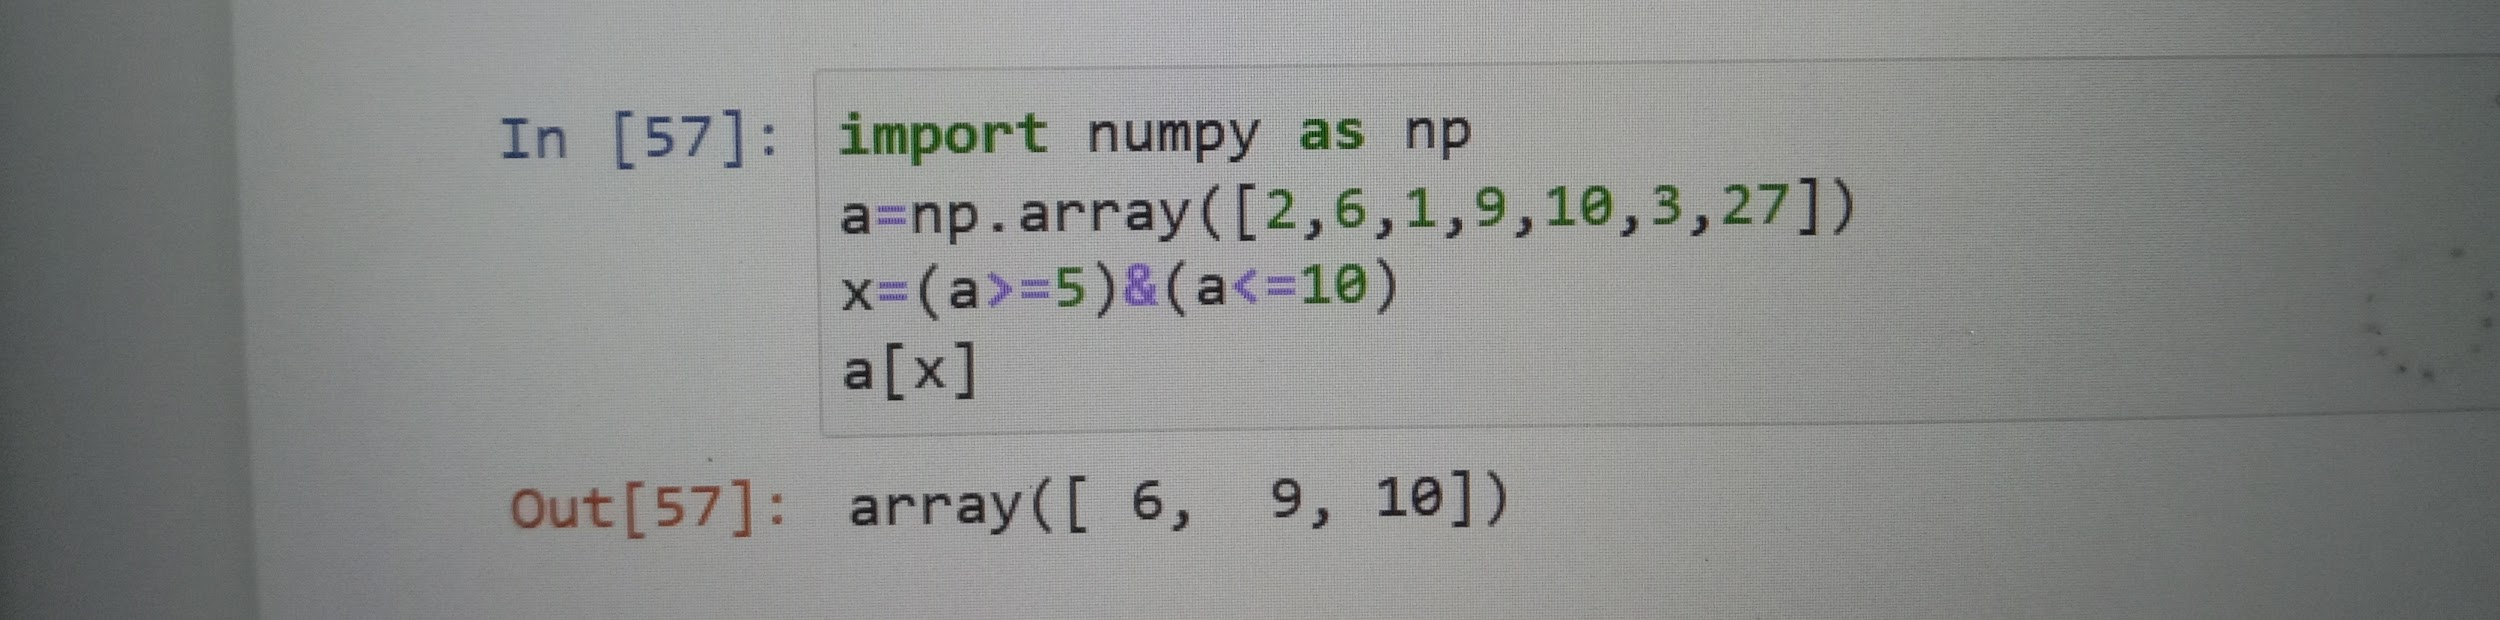 In [57]: import numpy as np
a=np.array([2,6,1,9,10,3,27])
x=(a>=5)&(a<=10)
a[x]
Out[57]: array([ 6,  9, 10])